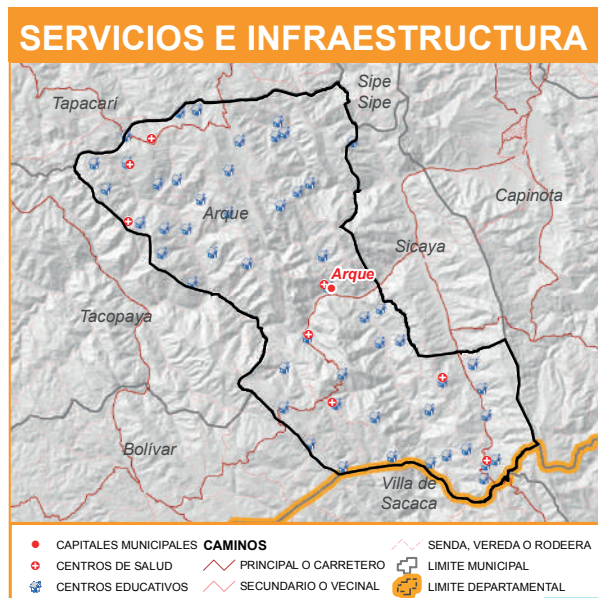 SERVICIOS E INFRAESTRUCTURA
Tapacarí
Sipe
Sipe
Capinota
Arque
Sicaya
Arque
Tacopaya
Bolívar
Villa de
Sacaca
CAPITALES MUNICIPALES
CENTROS DE SALUD
CENTROS EDUCATIVOS
CAMINOS
PRINCIPAL O CARRETERO
SECUNDARIO O VECINAL
SENDA, VEREDA O RODEERA
LIMITE MUNICIPAL
LIMITE DEPARTAMENTAL